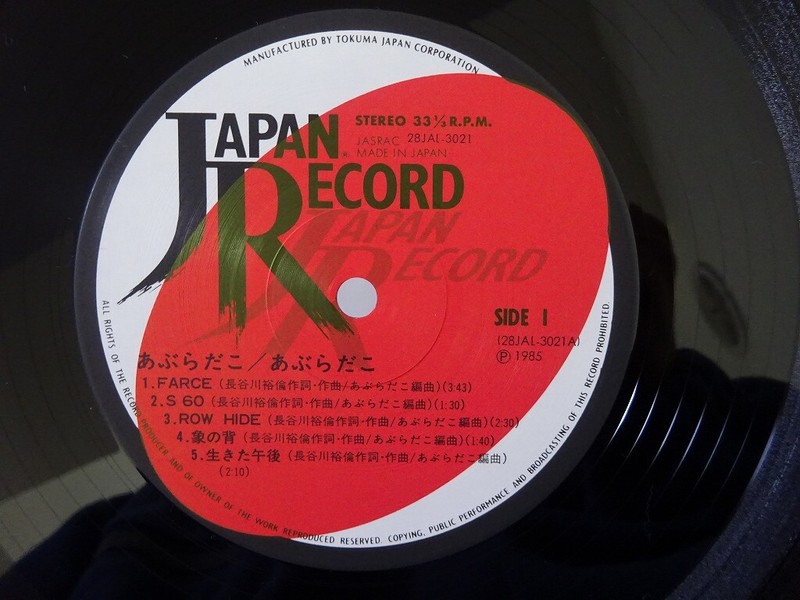 MANUFACTURED BY TOKUMA JAPAN CORPORATION
JAPAN
RECORD
STEREO 33⅓ R.P.M.
JASRAC 28JAL-3021
® MADE IN JAPAN
JAPAN
RECORD
SIDE I
(28JAL-3021A)
Ⓟ 1985
あぶらだこ/あぶらだこ
1. FARCE (長谷川裕倫作詞・作曲/あぶらだこ編曲) (3:43)
2. S 60 (長谷川裕倫作詞・作曲/あぶらだこ編曲) (1:30)
3. ROW HIDE (長谷川裕倫作詞・作曲/あぶらだこ編曲) (2:30)
4. 象の背 (長谷川裕倫作詞・作曲/あぶらだこ編曲) (1:40)
5. 生きた午後 (長谷川裕倫作詞・作曲/あぶらだこ編曲)
(2:10)
ALL RIGHTS OF THE RECORD PRODUCER AND OF OWNER OF THE WORK REPRODUCED RESERVED. COPYING, PUBLIC PERFORMANCE AND BROADCASTING OF THIS RECORD PROHIBITED.